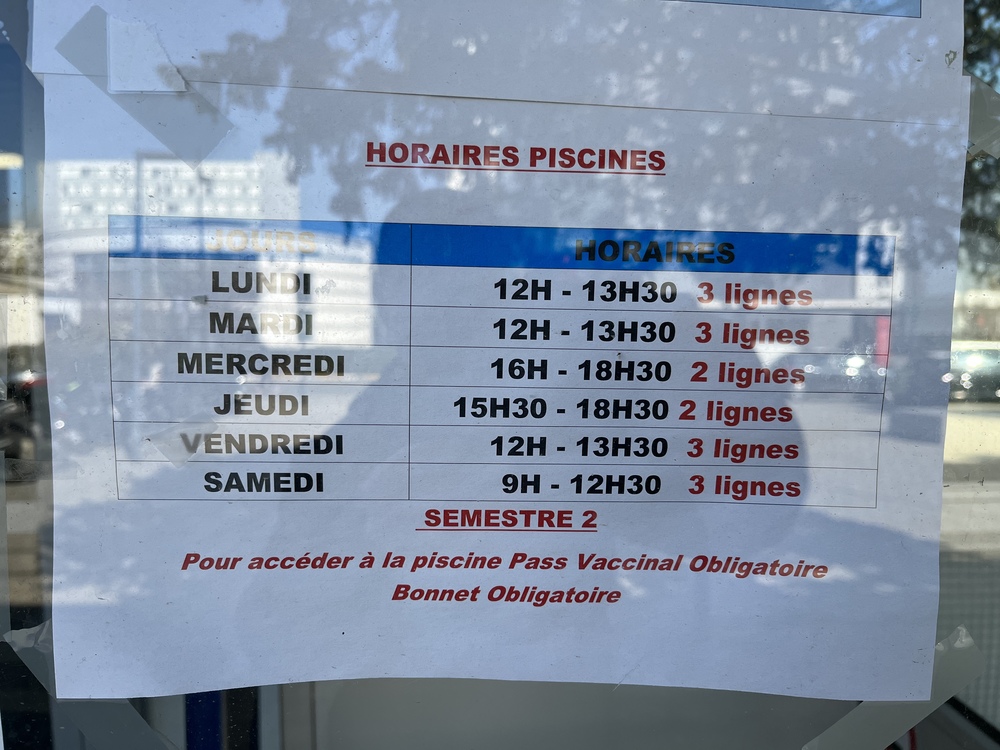 HORAIRES PISCINES
JOURS HORAIRES
LUNDI 12H - 13H30 3 lignes
MARDI 12H - 13H30 3 lignes
MERCREDI 16H - 18H30 2 lignes
JEUDI 15H30 - 18H30 2 lignes
VENDREDI 12H - 13H30 3 lignes
SAMEDI 9H - 12H30 3 lignes
SEMESTRE 2
Pour accéder à la piscine Pass Vaccinal Obligatoire
Bonnet Obligatoire